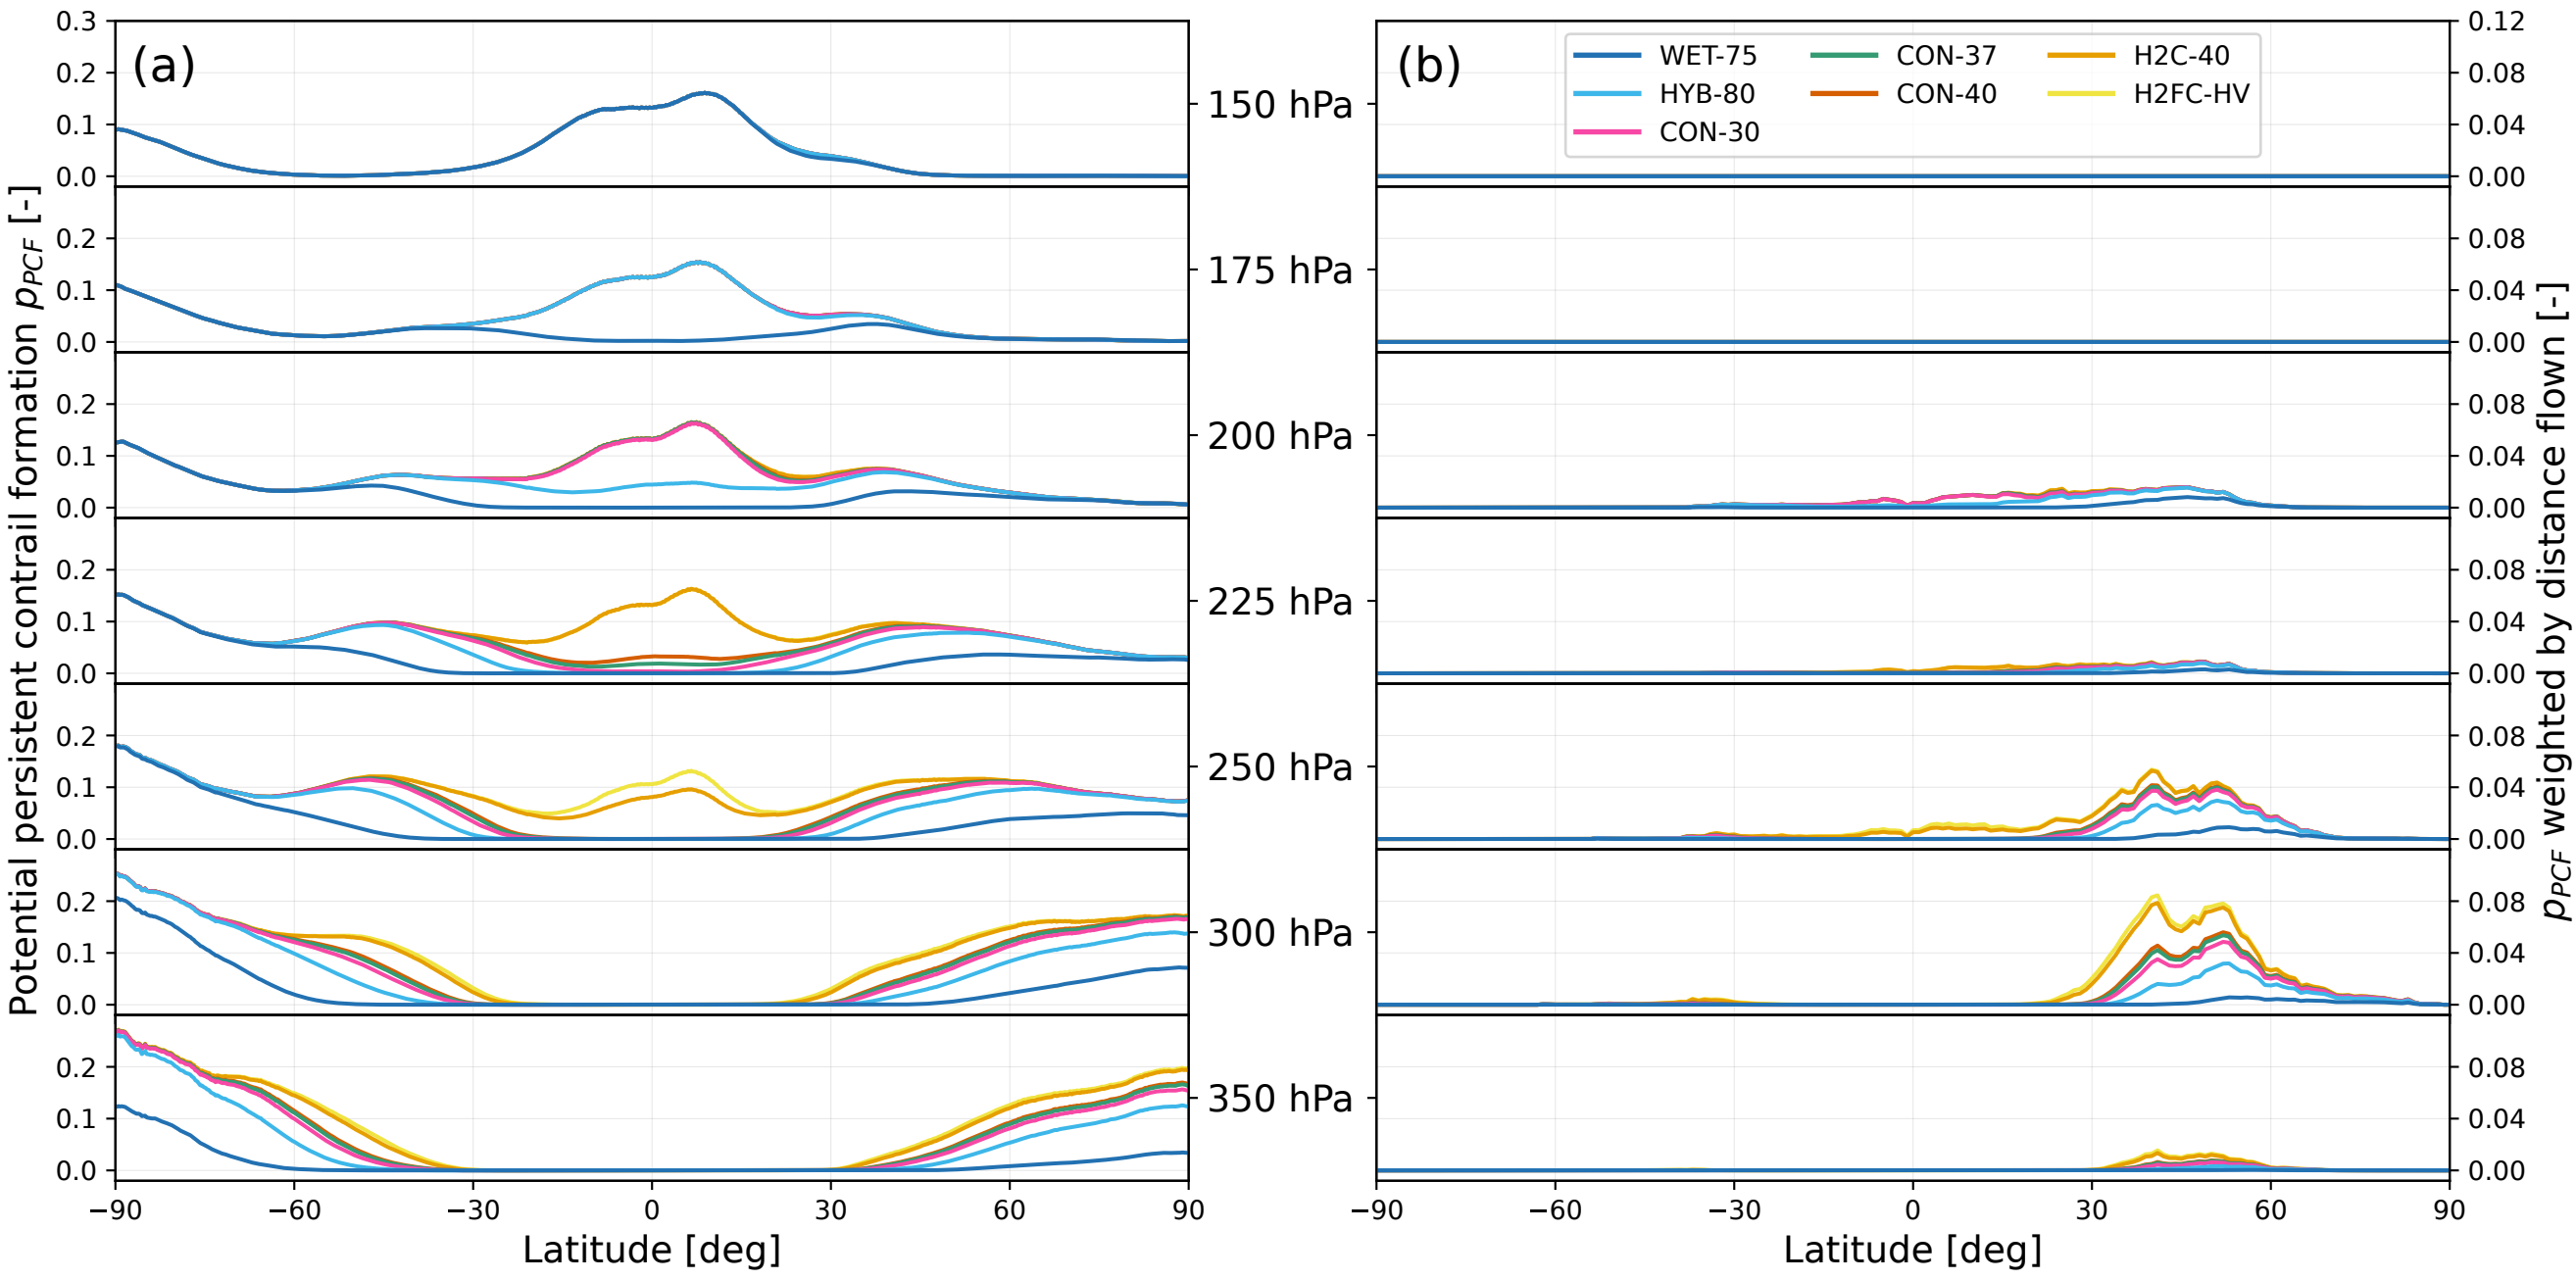 Potential persistent contrail formation pPCF [-]
(a)
0.3
0.2
0.1
0.0
0.2
0.1
0.0
0.2
0.1
0.0
0.2
0.1
0.0
0.2
0.1
0.0
0.2
0.1
0.0
0.2
0.1
0.0
−90 −60 −30 0 30 60 90
Latitude [deg]
150 hPa
175 hPa
200 hPa
225 hPa
250 hPa
300 hPa
350 hPa
(b)
WET-75 CON-37 H2C-40
HYB-80 CON-40 H2FC-HV
CON-30
0.12
0.08
0.04
0.00
0.08
0.04
0.00
0.08
0.04
0.00
0.08
0.04
0.00
0.08
0.04
0.00
0.08
0.04
0.00
0.08
0.04
0.00
−90 −60 −30 0 30 60 90
Latitude [deg]
pPCF weighted by distance flown [-]